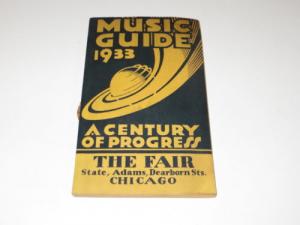 MUSIC
GUIDE
1933
A CENTURY
OF PROGRESS
THE FAIR
State, Adams, Dearborn Sts.
CHICAGO